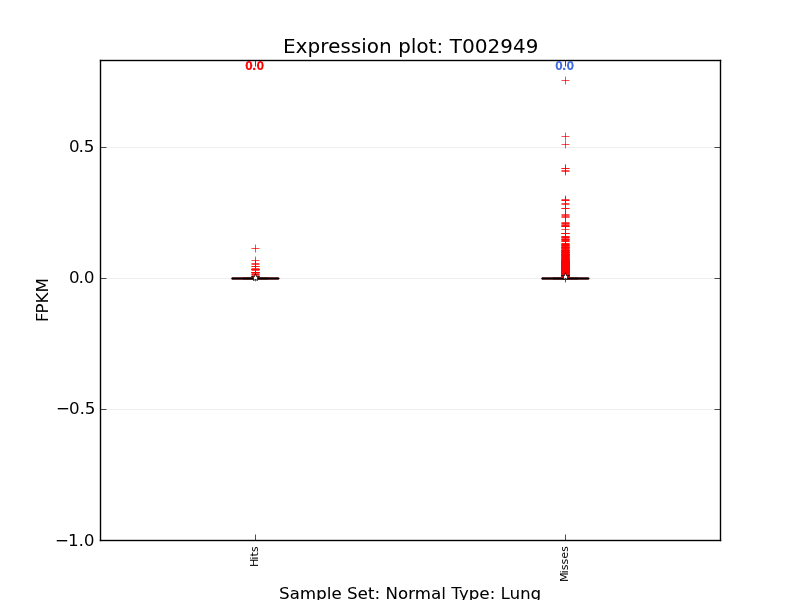 Expression plot: T002949
0.0 0.0
0.5
0.0
−0.5
−1.0
FPKM
Hits Misses
Sample Set: Normal Type: Lung